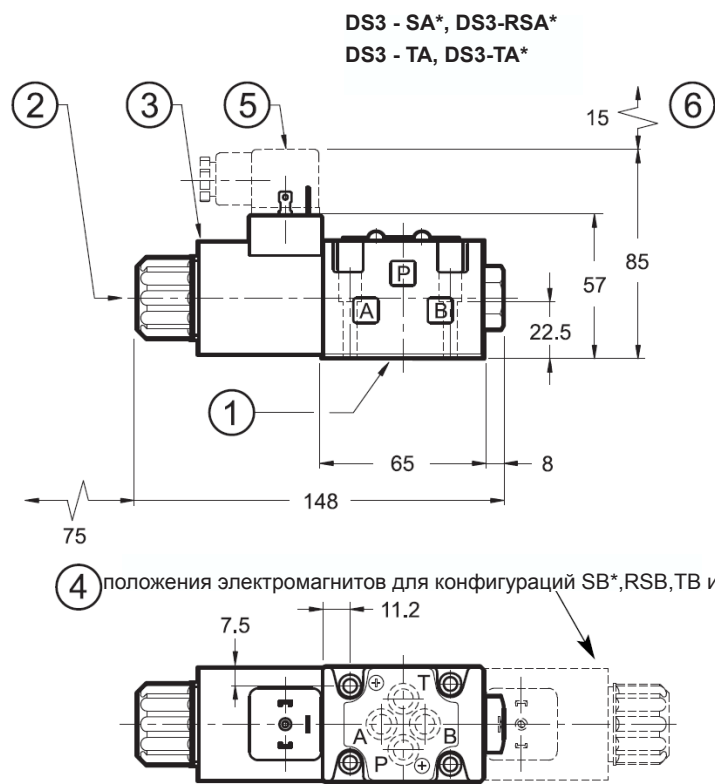 DS3 - SA*, DS3-RSA*
DS3 - TA, DS3-TA*
2
3
5
15
6
P
A
B
57
85
22.5
1
65
8
148
75
4 положения электромагнитов для конфигураций SB*,RSB,TB и
7.5
11.2
T
A
B
P